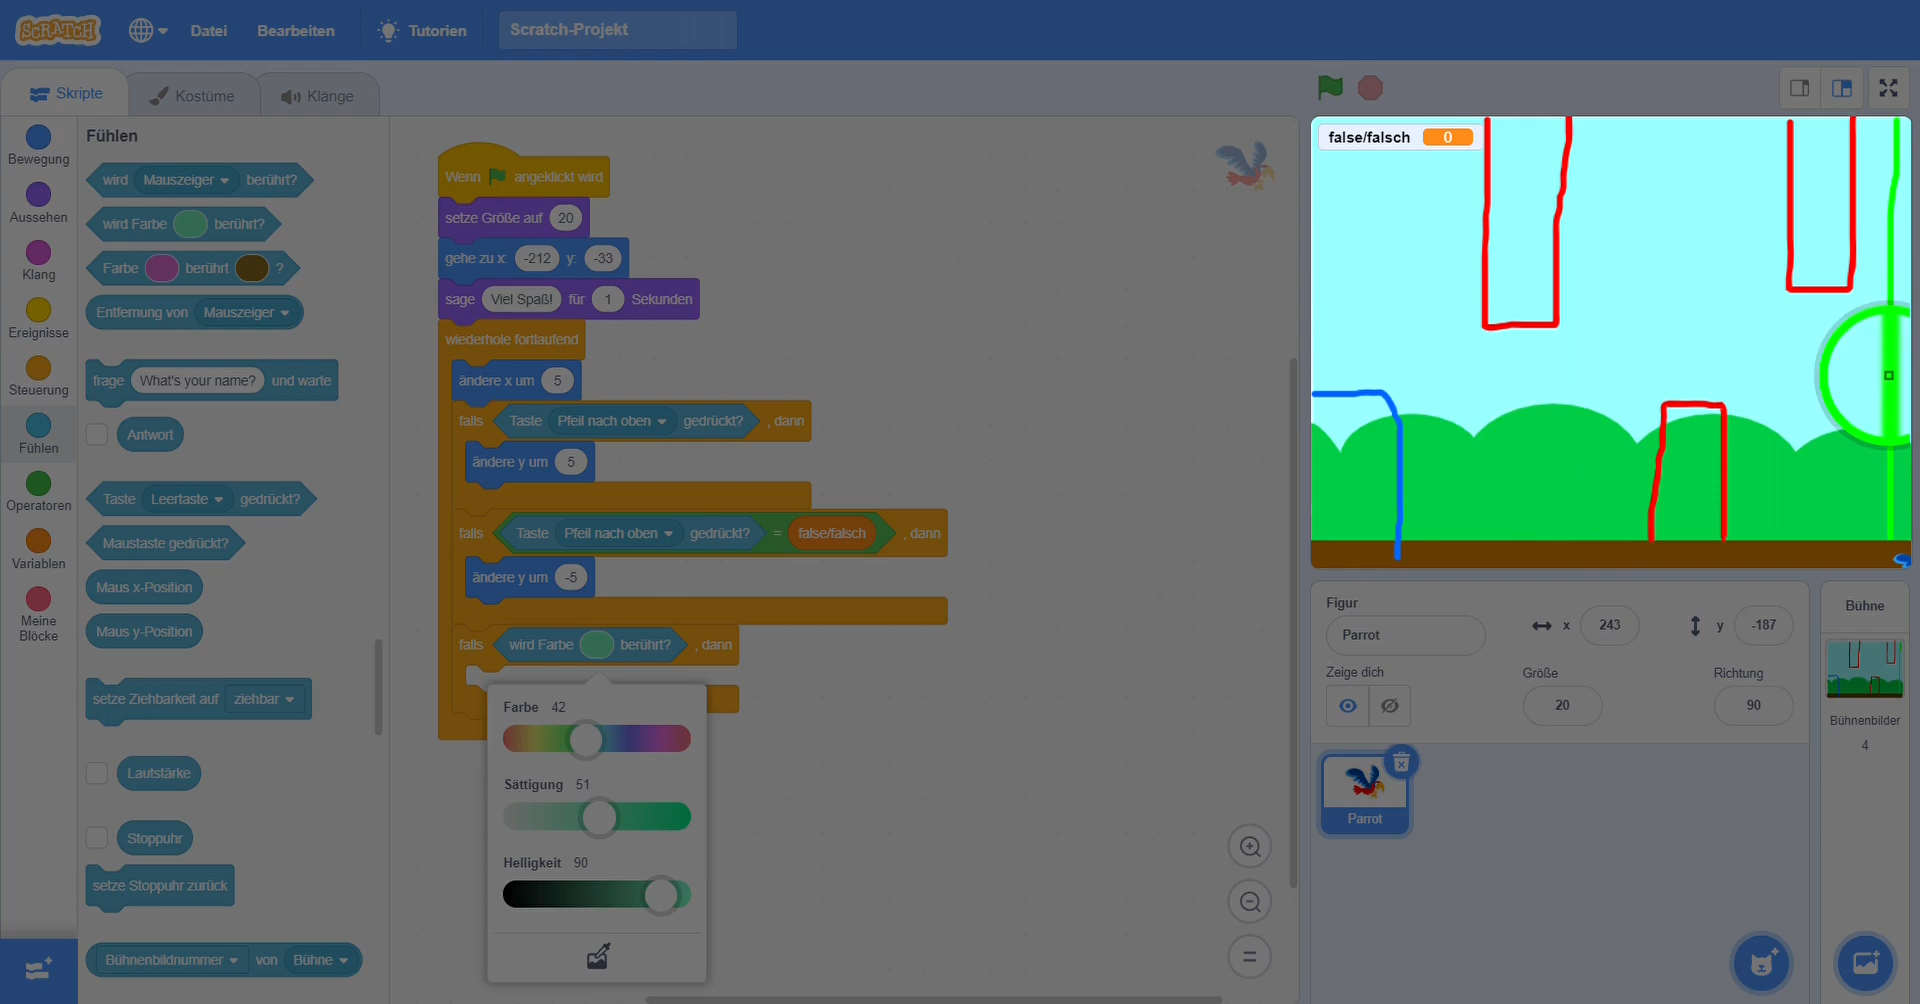 SCRATCH
Datei
Bearbeiten
Tutorien
Scratch-Projekt
Skripte
Kostüme
Klänge
Bewegung
Aussehen
Klang
Ereignisse
Steuerung
Fühlen
Operatoren
Variablen
Meine
Blöcke
Fühlen
wird Mauszeiger berührt?
wird Farbe berührt?
Farbe berührt ?
Entfernung von Mauszeiger
frage What's your name? und warte
Antwort
Taste Leertaste gedrückt?
Maustaste gedrückt?
Maus x-Position
Maus y-Position
setze Ziehbarkeit auf ziehbar
Lautstärke
Stoppuhr
setze Stoppuhr zurück
Bühnenbildnummer von Bühne
Wenn angeklickt wird
setze Größe auf 20
gehe zu x: -212 y: -33
sage Viel Spaß! für 1 Sekunden
wiederhole fortlaufend
ändere x um 5
falls Taste Pfeil nach oben gedrückt? , dann
ändere y um 5
falls Taste Pfeil nach oben gedrückt? = false/falsch , dann
ändere y um -5
falls wird Farbe berührt? , dann
Farbe 42
Sättigung 51
Helligkeit 90
false/falsch 0
Figur
Parrot
x 243
y -187
Zeige dich
Größe
20
Richtung
90
Parrot
Bühne
Bühnenbilder
4